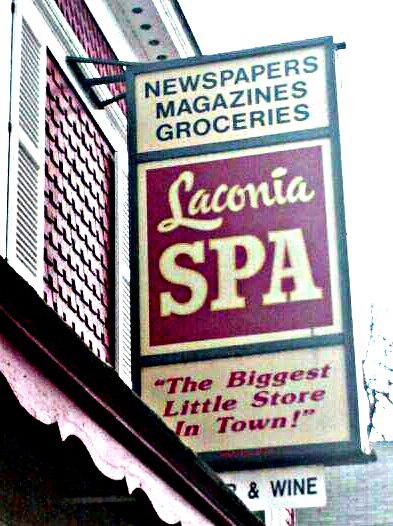 NEWSPAPERS
MAGAZINES
GROCERIES
Laconia
SPA
"The Biggest
Little Store
In Town!"
& WINE